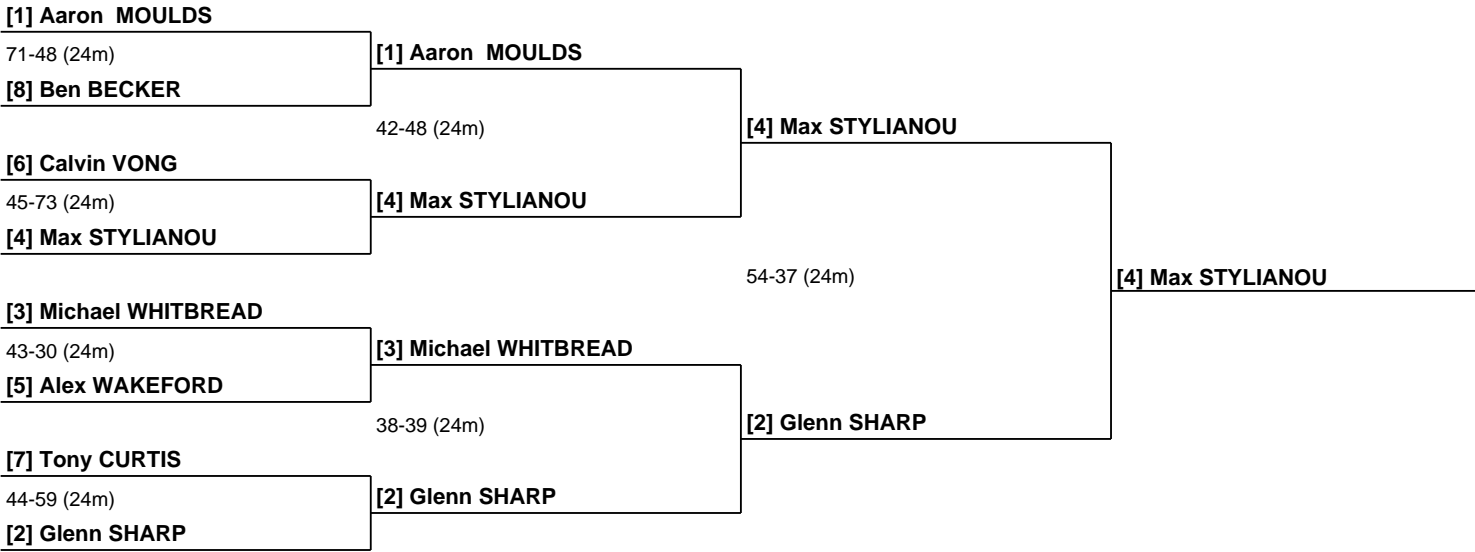 [1] Aaron  MOULDS
71-48 (24m)
[8] Ben BECKER
[6] Calvin VONG
45-73 (24m)
[4] Max STYLIANOU
[3] Michael WHITBREAD
43-30 (24m)
[5] Alex WAKEFORD
[7] Tony CURTIS
44-59 (24m)
[2] Glenn SHARP
[1] Aaron  MOULDS
42-48 (24m)
[4] Max STYLIANOU
[3] Michael WHITBREAD
38-39 (24m)
[2] Glenn SHARP
[4] Max STYLIANOU
54-37 (24m)
[2] Glenn SHARP
[4] Max STYLIANOU